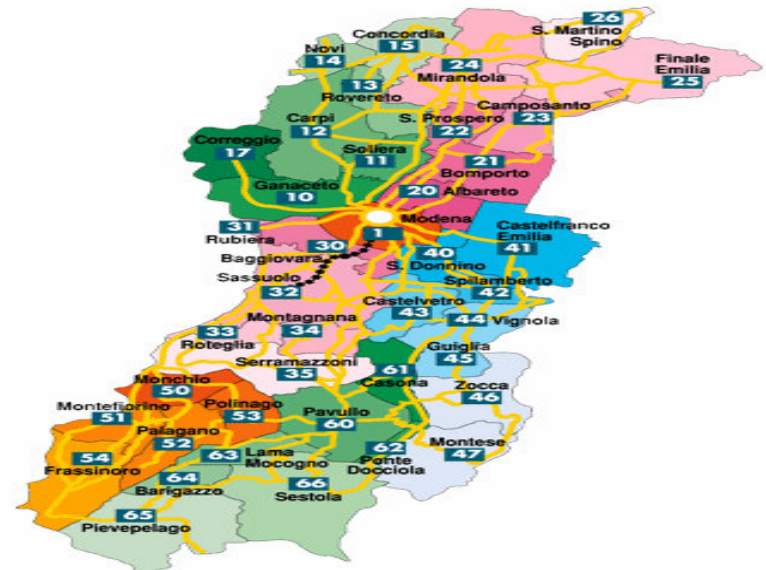 26
S. Martino
Spino
Concordia
15
Novi
14
24
Mirandola
Finale
Emilia
25
13
Rovereto
Camposanto
23
Carpi
12
S. Prospero
22
Correggio
17
Soliera
11
21
Bomporto
Ganaceto
10
20 Albareto
Modena
1
31
Rubiera
30
Baggiovara
Castelfranco
Emilia
41
40
S. Donnino
Sassuolo
32
Spilamberto
42
Castelvetro
43
44 Vignola
Montagnana
34
33
Roteglia
Guiglia
45
Serramazzoni
35
61
Casona
Zocca
46
Monchio
50
Montefiorino
51
Polinago
53
Pavullo
60
Palagano
52
Montese
47
62
Ponte
Docciola
54
Frassinoro
63 Lama
Mocogno
64
Barigazzo
66
Sestola
65
Pievepelago